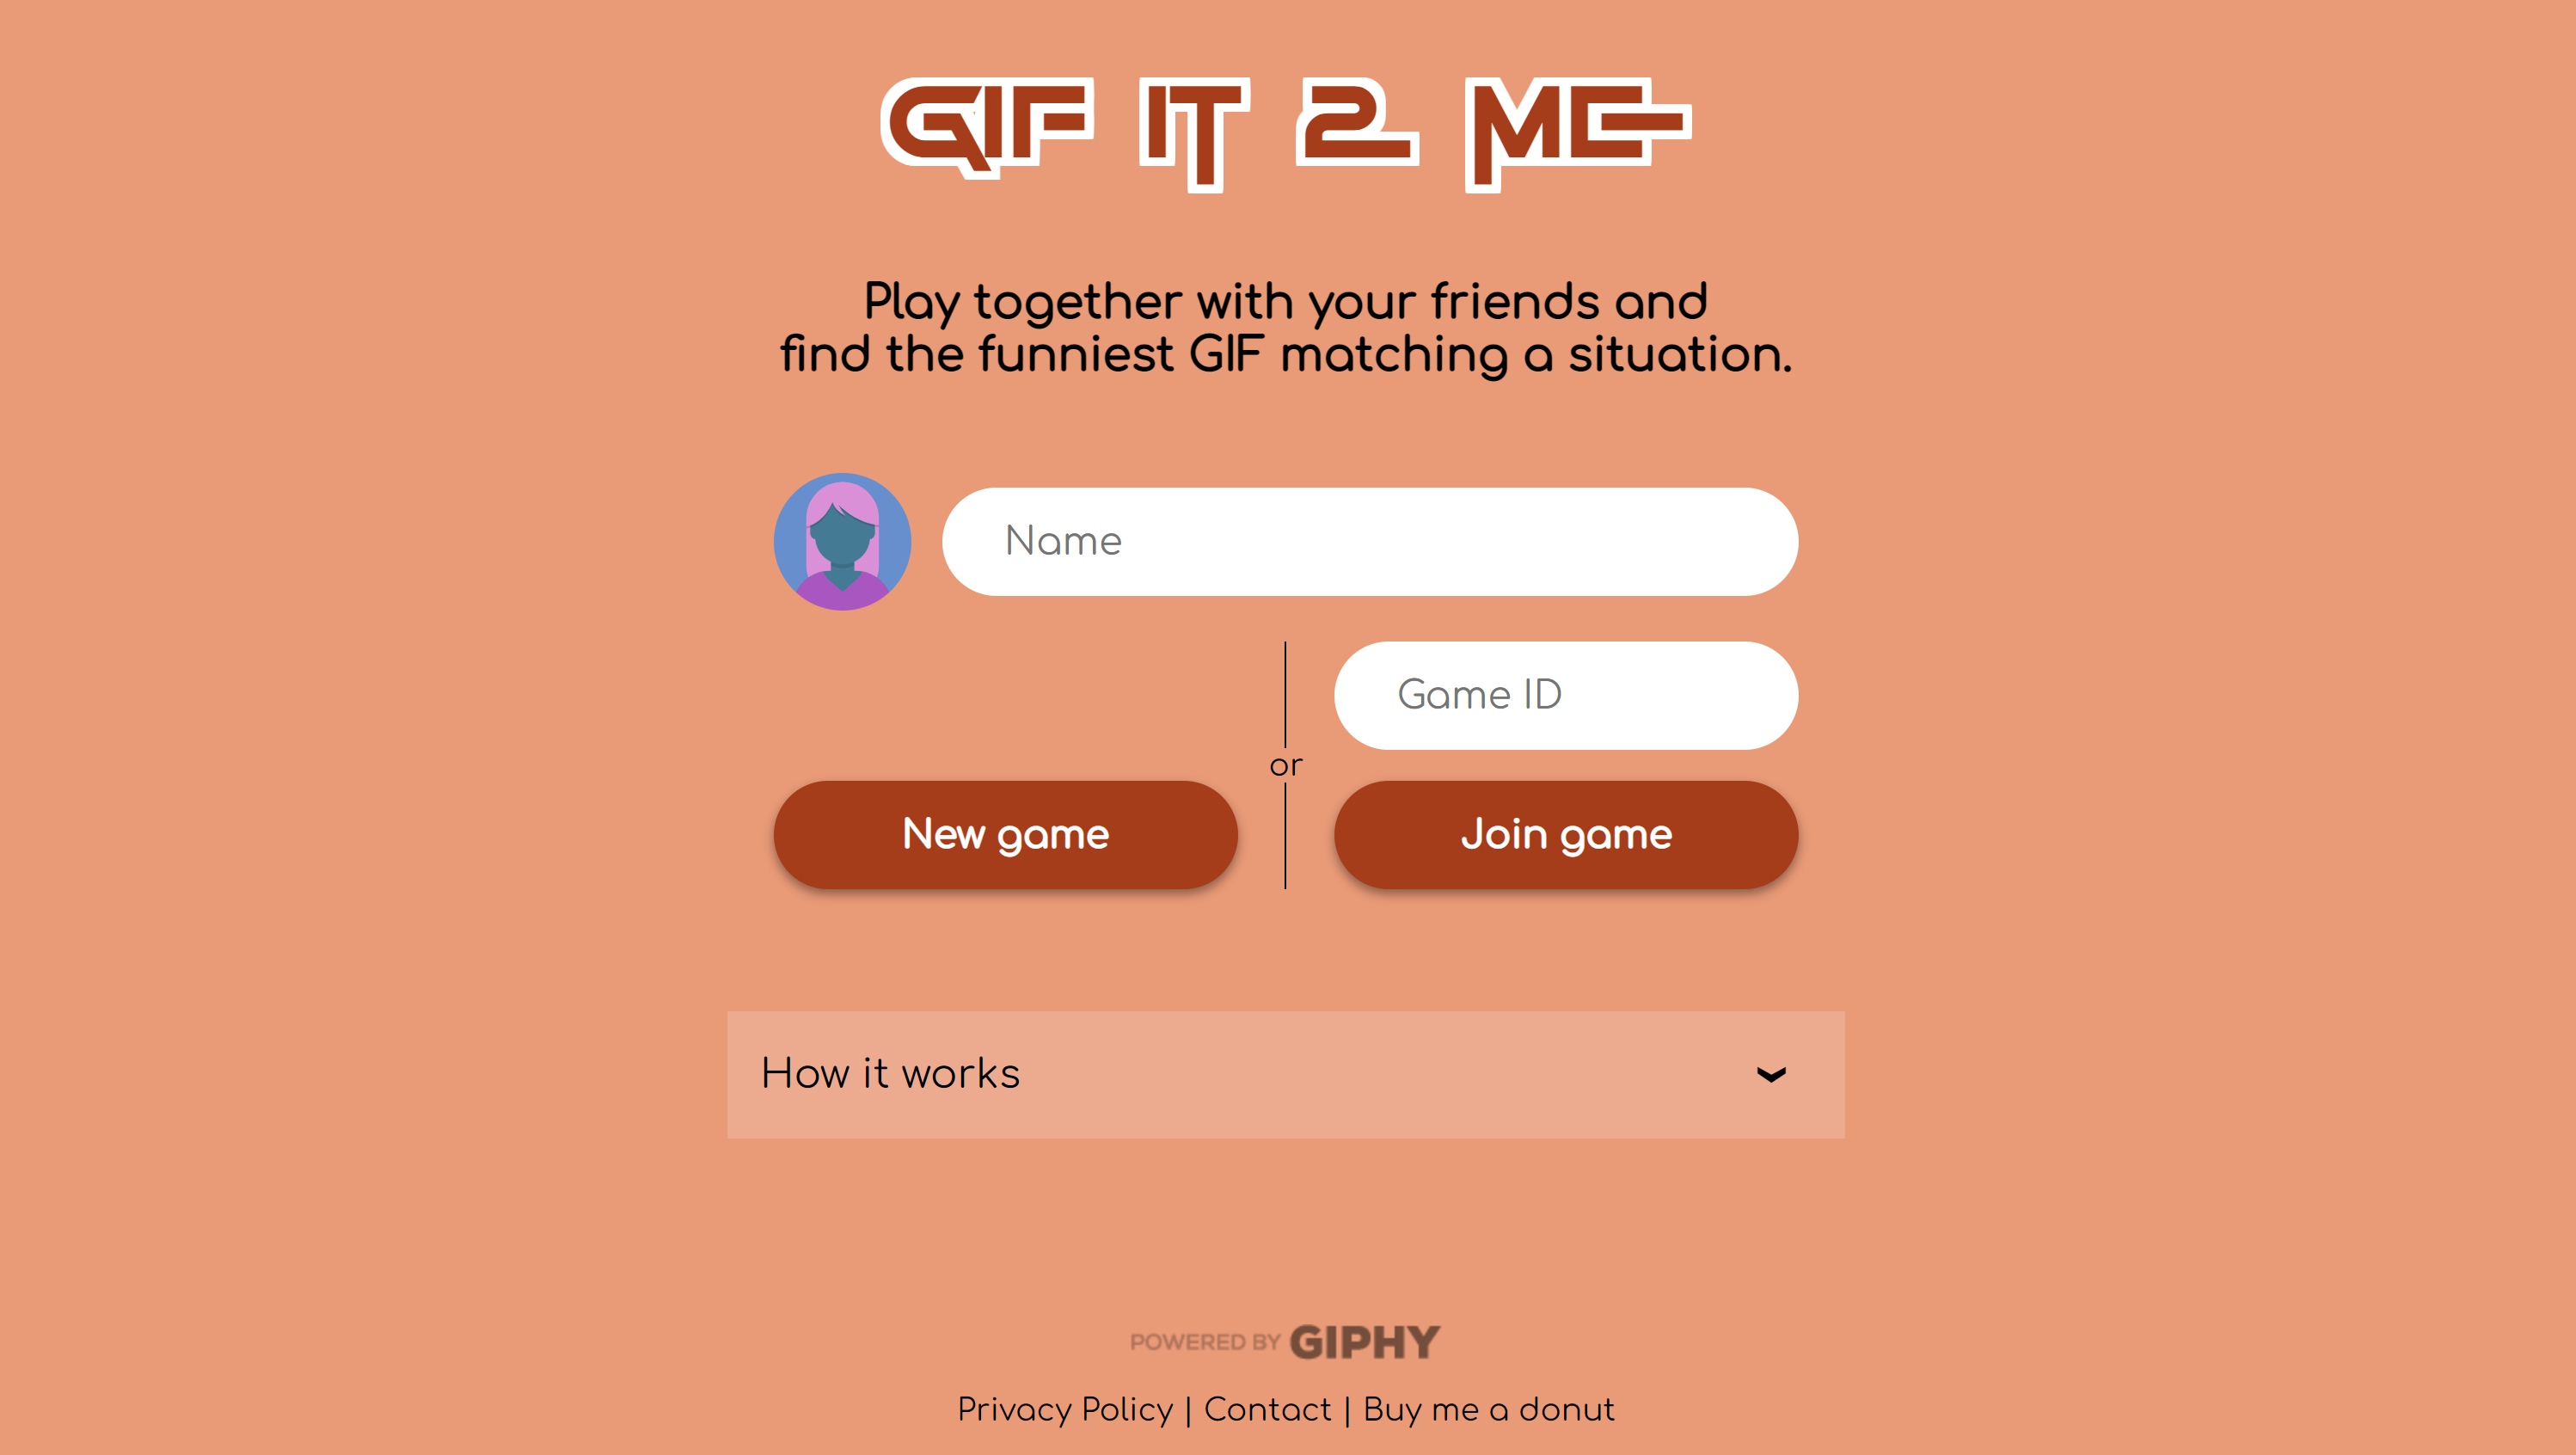 GIF IT 2 ME
Play together with your friends and
find the funniest GIF matching a situation.
Name
Game ID
or
New game
Join game
How it works
POWERED BY GIPHY
Privacy Policy | Contact | Buy me a donut